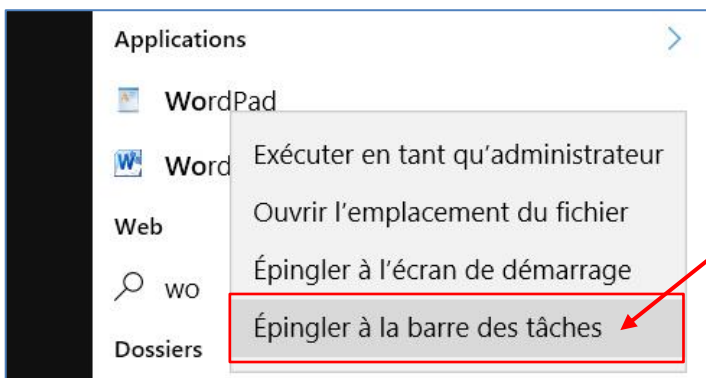 Applications
WordPad
Word
Exécuter en tant qu'administrateur
Ouvrir l'emplacement du fichier
Web
Épingler à l'écran de démarrage
wo
Épingler à la barre des tâches
Dossiers